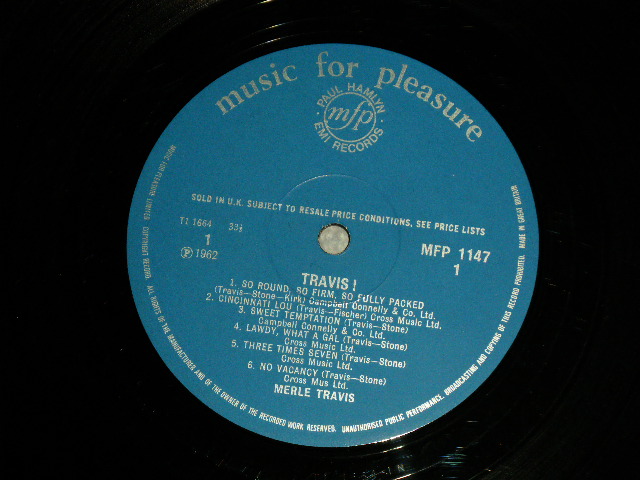 music for pleasure
PAUL HAMLYN
mfp
EMI RECORDS
SOLD IN U.K. SUBJECT TO RESALE PRICE CONDITIONS, SEE PRICE LISTS
T1 1664 33⅓
1
Ⓟ 1962
MFP 1147
1
TRAVIS!
1. SO ROUND, SO FIRM, SO FULLY PACKED
(Travis—Stone—Kirk) Campbell Connelly & Co. Ltd.
2. CINCINNATI LOU (Travis—Fischer) Cross Music Ltd.
3. SWEET TEMPTATION (Travis—Stone)
Campbell Connelly & Co. Ltd.
4. LAWDY, WHAT A GAL (Travis—Stone)
Cross Music Ltd.
5. THREE TIMES SEVEN (Travis—Stone)
Cross Music Ltd.
6. NO VACANCY (Travis—Stone)
Cross Mus Ltd.
MERLE TRAVIS
MUSIC FOR PLEASURE LIMITED COPYRIGHT RECORD. ALL RIGHTS OF THE MANUFACTURER AND OF THE OWNER OF THE RECORDED WORK RESERVED. UNAUTHORISED PUBLIC PERFORMANCE, BROADCASTING AND COPYING OF THIS RECORD PROHIBITED. MADE IN GREAT BRITAIN